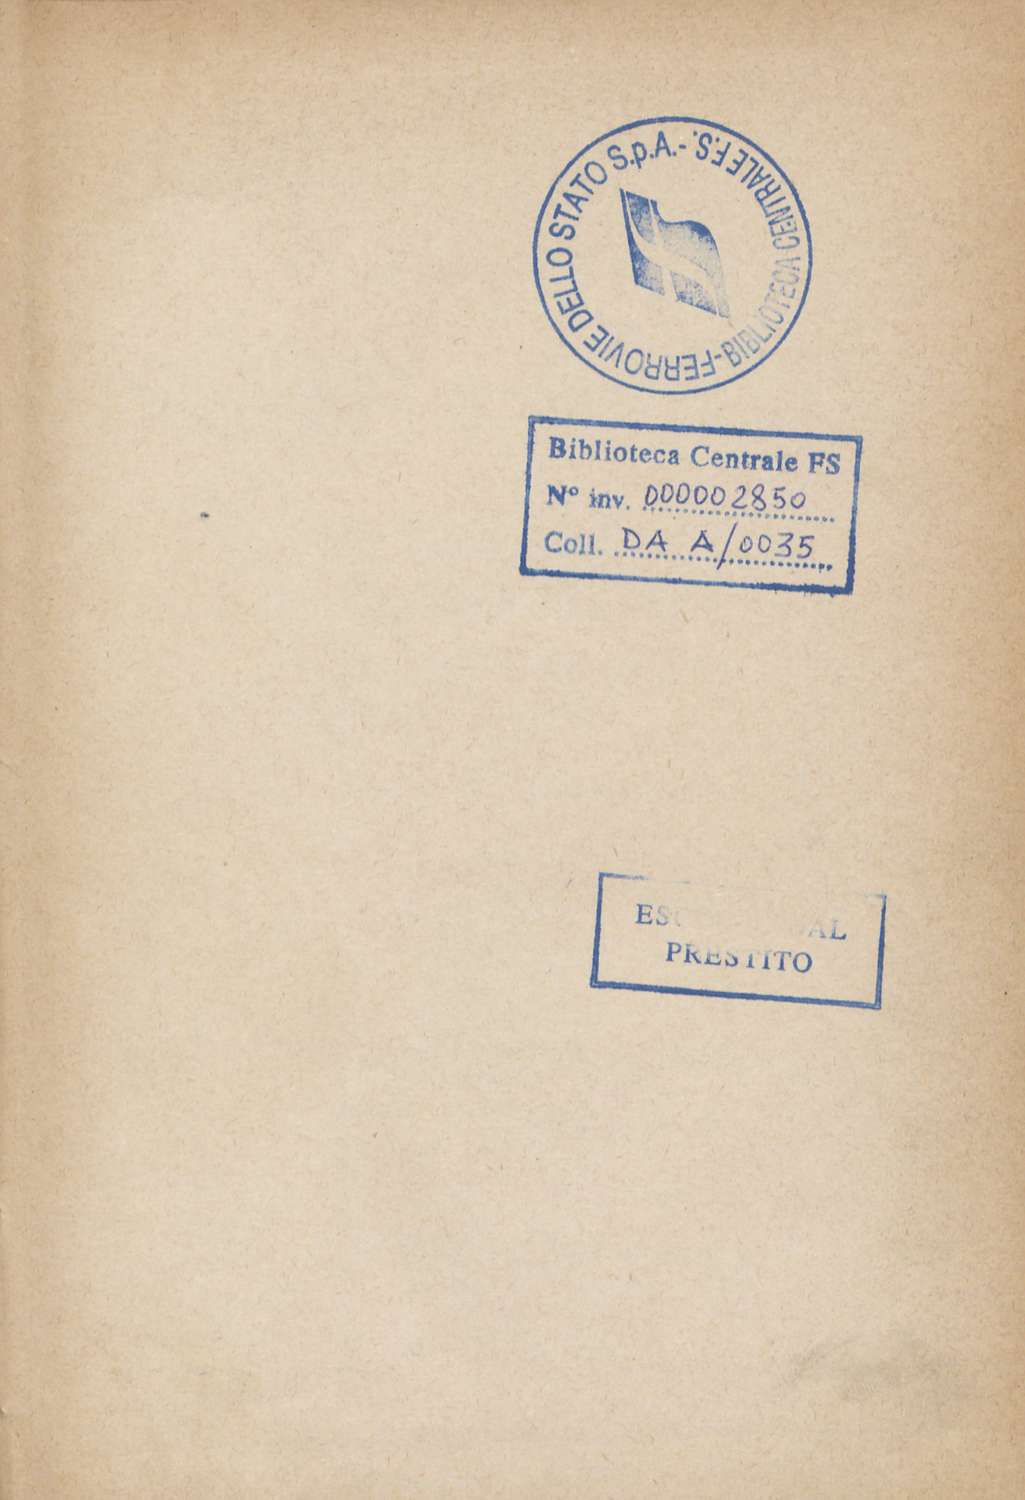 FERROVIE DELLO STATO S.p.A. - BIBLIOTECA CENTRALE F.S. -
Biblioteca Centrale FS
N° inv. 000002850
Coll. DA A/0035
PRESTITO